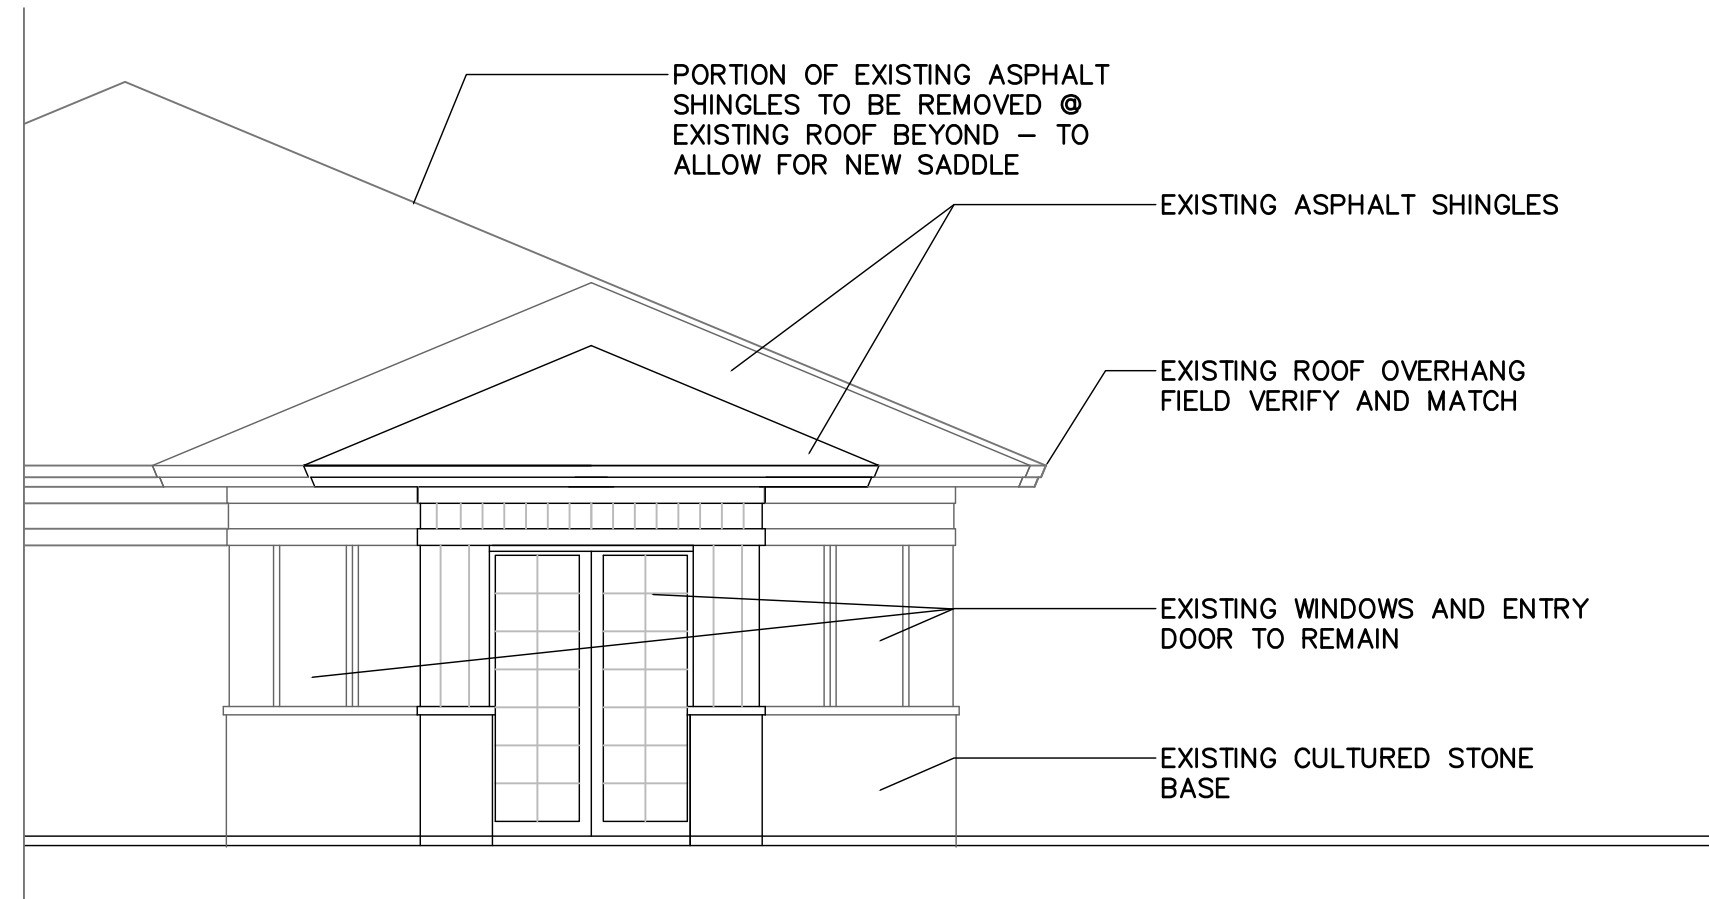 PORTION OF EXISTING ASPHALT
SHINGLES TO BE REMOVED @
EXISTING ROOF BEYOND – TO
ALLOW FOR NEW SADDLE
EXISTING ASPHALT SHINGLES
EXISTING ROOF OVERHANG
FIELD VERIFY AND MATCH
EXISTING WINDOWS AND ENTRY
DOOR TO REMAIN
EXISTING CULTURED STONE
BASE